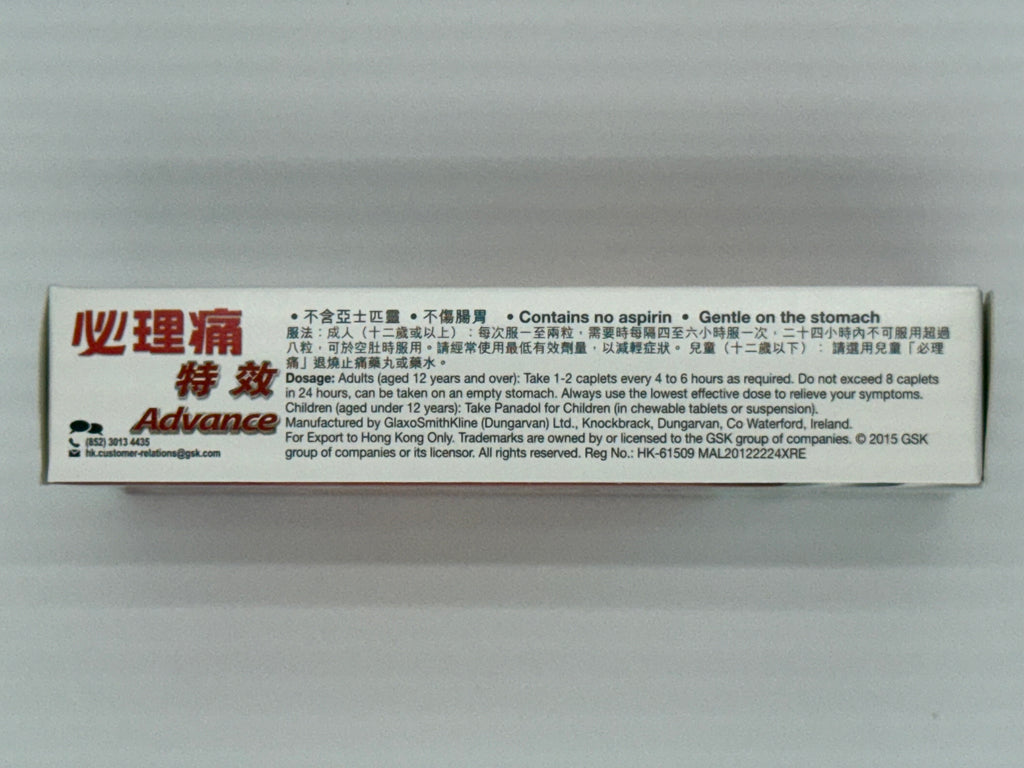 必理痛
特效
Advance
(852) 3013 4435
hk.customer-relations@gsk.com
• 不含亞士匹靈 • 不傷腸胃 • Contains no aspirin • Gentle on the stomach
服法：成人（十二歲或以上）：每次服一至兩粒，需要時每隔四至六小時服一次，二十四小時內不可服用超過
八粒，可於空肚時服用。請經常使用最低有效劑量，以減輕症狀。兒童（十二歲以下）：請選用兒童「必理
痛」退燒止痛藥丸或藥水。
Dosage: Adults (aged 12 years and over): Take 1-2 caplets every 4 to 6 hours as required. Do not exceed 8 caplets
in 24 hours, can be taken on an empty stomach. Always use the lowest effective dose to relieve your symptoms.
Children (aged under 12 years): Take Panadol for Children (in chewable tablets or suspension).
Manufactured by GlaxoSmithKline (Dungarvan) Ltd., Knockbrack, Dungarvan, Co Waterford, Ireland.
For Export to Hong Kong Only. Trademarks are owned by or licensed to the GSK group of companies. © 2015 GSK
group of companies or its licensor. All rights reserved. Reg No.: HK-61509 MAL20122224XRE